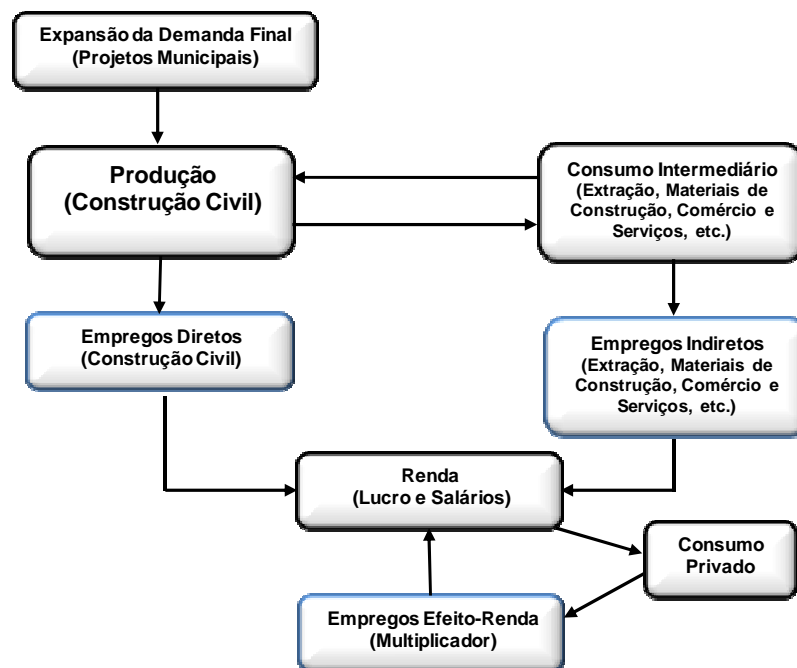 Expansão da Demanda Final
(Projetos Municipais)
Produção
(Construção Civil)
Consumo Intermediário
(Extração, Materiais de
Construção, Comércio e
Serviços, etc.)
Empregos Diretos
(Construção Civil)
Empregos Indiretos
(Extração, Materiais de
Construção, Comércio e
Serviços, etc.)
Renda
(Lucro e Salários)
Consumo
Privado
Empregos Efeito-Renda
(Multiplicador)